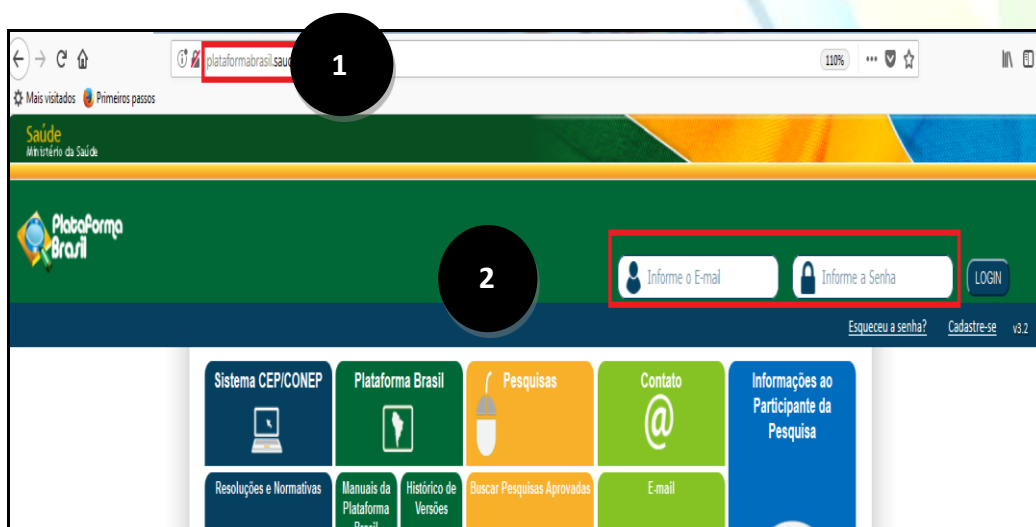 plataformabrasil.saud
1
110%
Mais visitados Primeiros passos
Saúde
Ministério da Saúde
Plataforma
Brasil
2
Informe o E-mail
Informe a Senha
LOGIN
Esqueceu a senha?
Cadastre-se
v3.2
Sistema CEP/CONEP
Plataforma Brasil
Pesquisas
Contato
@
Informações ao
Participante da
Pesquisa
Resoluções e Normativas
Manuais da
Plataforma
Brasil
Histórico de
Versões
Buscar Pesquisas Aprovadas
E-mail